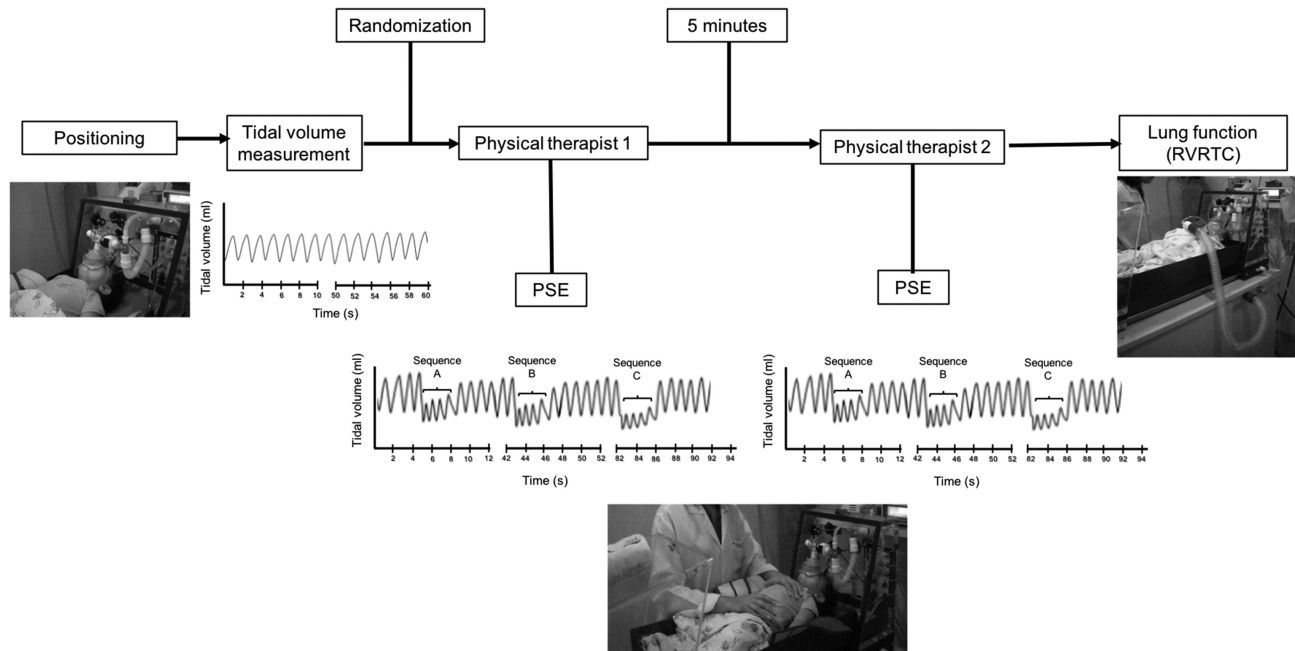 Randomization
5 minutes
Positioning
Tidal volume
measurement
Physical therapist 1
Physical therapist 2
Lung function
(RVRTC)
Tidal volume (ml)
2 4 6 8 10 50 52 54 56 58 60
Time (s)
PSE
PSE
Tidal volume (ml)
Sequence
A
Sequence
B
Sequence
C
2 4 6 8 10 12 42 44 46 48 50 52 82 84 86 88 90 92 94
Time (s)
Tidal volume (ml)
Sequence
A
Sequence
B
Sequence
C
2 4 6 8 10 12 42 44 46 48 50 52 82 84 86 88 90 92 94
Time (s)